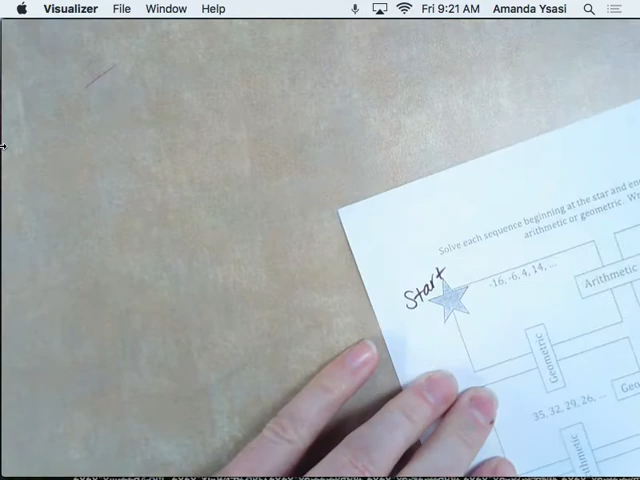 Visualizer File Window Help Fri 9:21 AM Amanda Ysasi
Solve each sequence beginning at the star and
arithmetic or geometric.
Start
-16, -6, 4, 14, ...
Arithmetic
Geometric
35, 32, 29, 26, ...